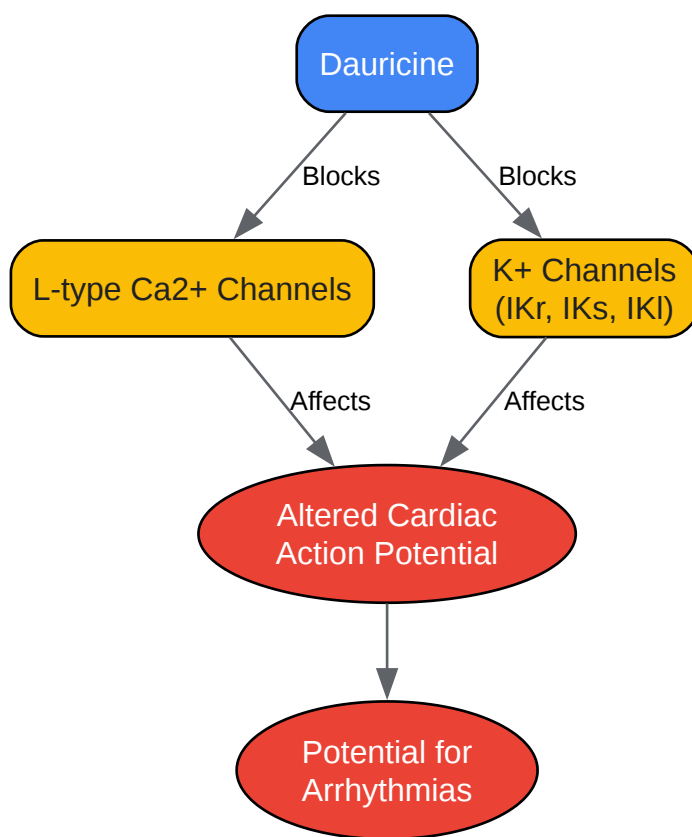 Dauricine
Blocks
Blocks
L-type Ca2+ Channels
K+ Channels
(IKr, IKs, IKl)
Affects
Affects
Altered Cardiac
Action Potential
Potential for
Arrhythmias